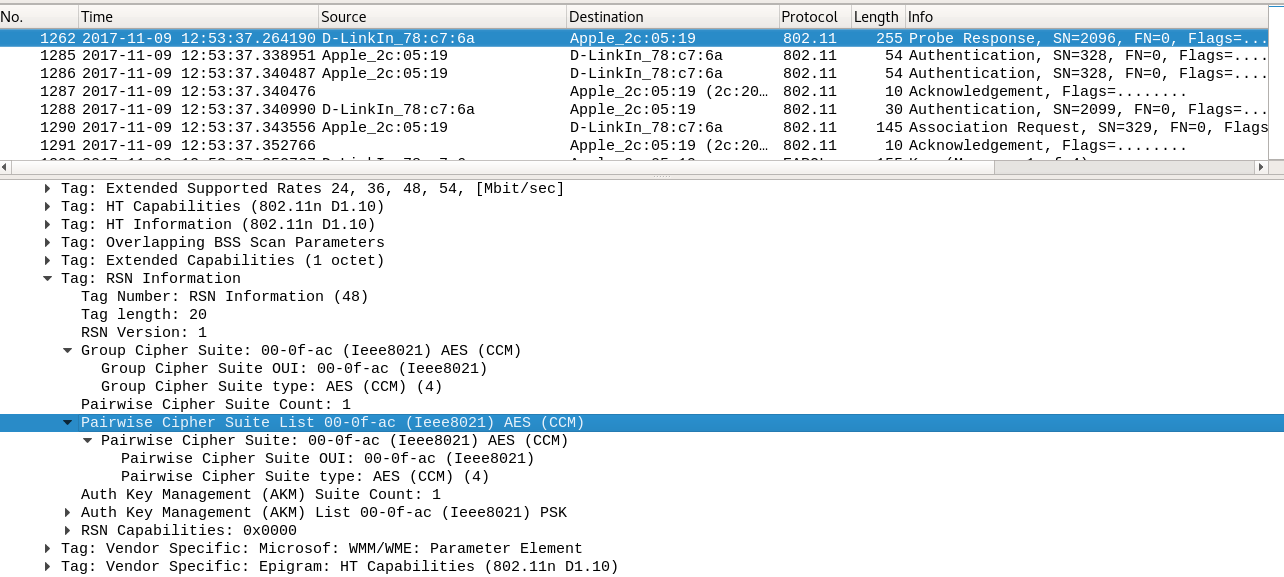 No. Time Source Destination Protocol Length Info
1262 2017-11-09 12:53:37.264190 D-LinkIn_78:c7:6a Apple_2c:05:19 802.11 255 Probe Response, SN=2096, FN=0, Flags=...
1285 2017-11-09 12:53:37.338951 Apple_2c:05:19 D-LinkIn_78:c7:6a 802.11 54 Authentication, SN=328, FN=0, Flags=....
1286 2017-11-09 12:53:37.340487 Apple_2c:05:19 D-LinkIn_78:c7:6a 802.11 54 Authentication, SN=328, FN=0, Flags=....
1287 2017-11-09 12:53:37.340476 Apple_2c:05:19 (2c:20… 802.11 10 Acknowledgement, Flags=........
1288 2017-11-09 12:53:37.340990 D-LinkIn_78:c7:6a Apple_2c:05:19 802.11 30 Authentication, SN=2099, FN=0, Flags=...
1290 2017-11-09 12:53:37.343556 Apple_2c:05:19 D-LinkIn_78:c7:6a 802.11 145 Association Request, SN=329, FN=0, Flags
1291 2017-11-09 12:53:37.352766 Apple_2c:05:19 (2c:20… 802.11 10 Acknowledgement, Flags=........
Tag: Extended Supported Rates 24, 36, 48, 54, [Mbit/sec]
Tag: HT Capabilities (802.11n D1.10)
Tag: HT Information (802.11n D1.10)
Tag: Overlapping BSS Scan Parameters
Tag: Extended Capabilities (1 octet)
Tag: RSN Information
Tag Number: RSN Information (48)
Tag length: 20
RSN Version: 1
Group Cipher Suite: 00-0f-ac (Ieee8021) AES (CCM)
Group Cipher Suite OUI: 00-0f-ac (Ieee8021)
Group Cipher Suite type: AES (CCM) (4)
Pairwise Cipher Suite Count: 1
Pairwise Cipher Suite List 00-0f-ac (Ieee8021) AES (CCM)
Pairwise Cipher Suite: 00-0f-ac (Ieee8021) AES (CCM)
Pairwise Cipher Suite OUI: 00-0f-ac (Ieee8021)
Pairwise Cipher Suite type: AES (CCM) (4)
Auth Key Management (AKM) Suite Count: 1
Auth Key Management (AKM) List 00-0f-ac (Ieee8021) PSK
RSN Capabilities: 0x0000
Tag: Vendor Specific: Microsof: WMM/WME: Parameter Element
Tag: Vendor Specific: Epigram: HT Capabilities (802.11n D1.10)